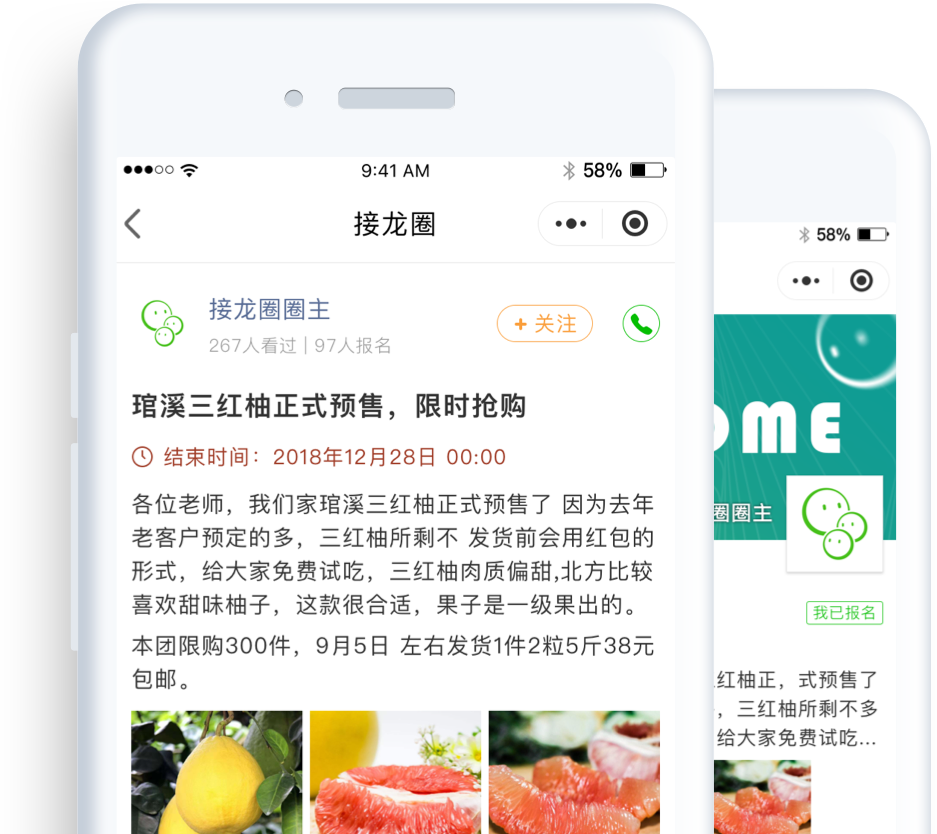 9:41 AM
58%
接龙圈
接龙圈圈主
267人看过 | 97人报名
+ 关注
琯溪三红柚正式预售，限时抢购
结束时间：2018年12月28日 00:00
各位老师，我们家琯溪三红柚正式预售了 因为去年
老客户预定的多，三红柚所剩不 发货前会用红包的
形式，给大家免费试吃，三红柚肉质偏甜,北方比较
喜欢甜味柚子，这款很合适，果子是一级果出的。
本团限购300件，9月5日 左右发货1件2粒5斤38元
包邮。
58%
OME
圈圈主
我已报名
红柚正，式预售了
，三红柚所剩不多
给大家免费试吃...